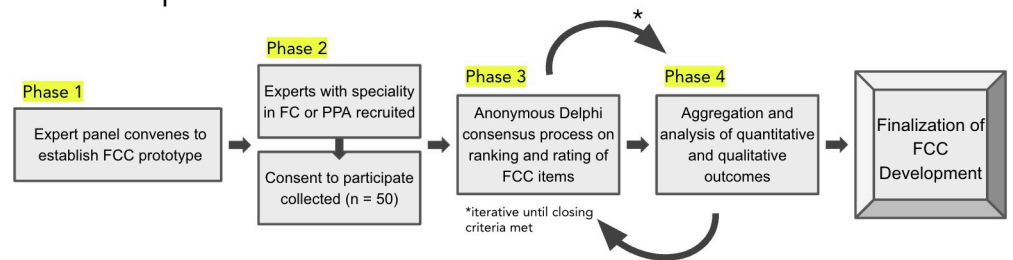 Phase 1
Expert panel convenes to
establish FCC prototype
Phase 2
Experts with speciality
in FC or PPA recruited
Consent to participate
collected (n = 50)
Phase 3
Anonymous Delphi
consensus process on
ranking and rating of
FCC items
*iterative until closing
criteria met
*
Phase 4
Aggregation and
analysis of quantitative
and qualitative
outcomes
Finalization of
FCC
Development